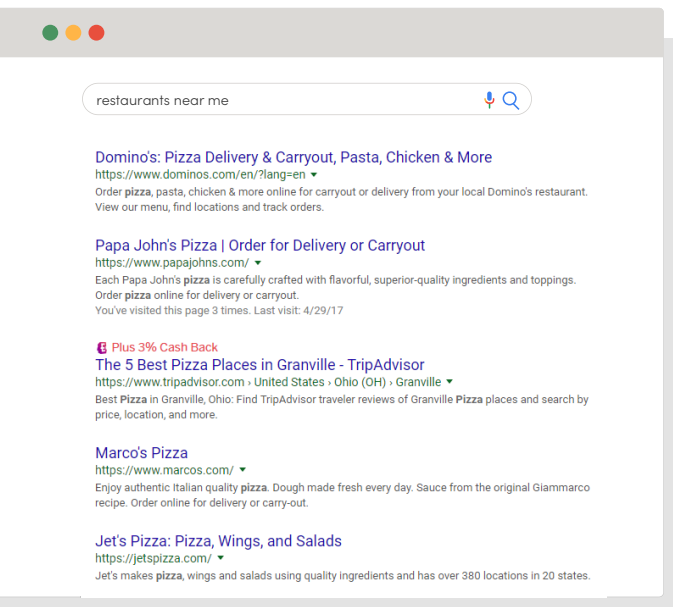 restaurants near me
Domino's: Pizza Delivery & Carryout, Pasta, Chicken & More
https://www.dominos.com/en/?lang=en
Order pizza, pasta, chicken & more online for carryout or delivery from your local Domino's restaurant.
View our menu, find locations and track orders.
Papa John's Pizza | Order for Delivery or Carryout
https://www.papajohns.com/
Each Papa John's pizza is carefully crafted with flavorful, superior-quality ingredients and toppings.
Order pizza online for delivery or carryout.
You've visited this page 3 times. Last visit: 4/29/17
Plus 3% Cash Back
The 5 Best Pizza Places in Granville - TripAdvisor
https://www.tripadvisor.com › United States › Ohio (OH) › Granville
Best Pizza in Granville, Ohio: Find TripAdvisor traveler reviews of Granville Pizza places and search by
price, location, and more.
Marco's Pizza
https://www.marcos.com/
Enjoy authentic Italian quality pizza. Dough made fresh every day. Sauce from the original Giammarco
recipe. Order online for delivery or carry-out.
Jet's Pizza: Pizza, Wings, and Salads
https://jetspizza.com/
Jet's makes pizza, wings and salads using quality ingredients and has over 380 locations in 20 states.